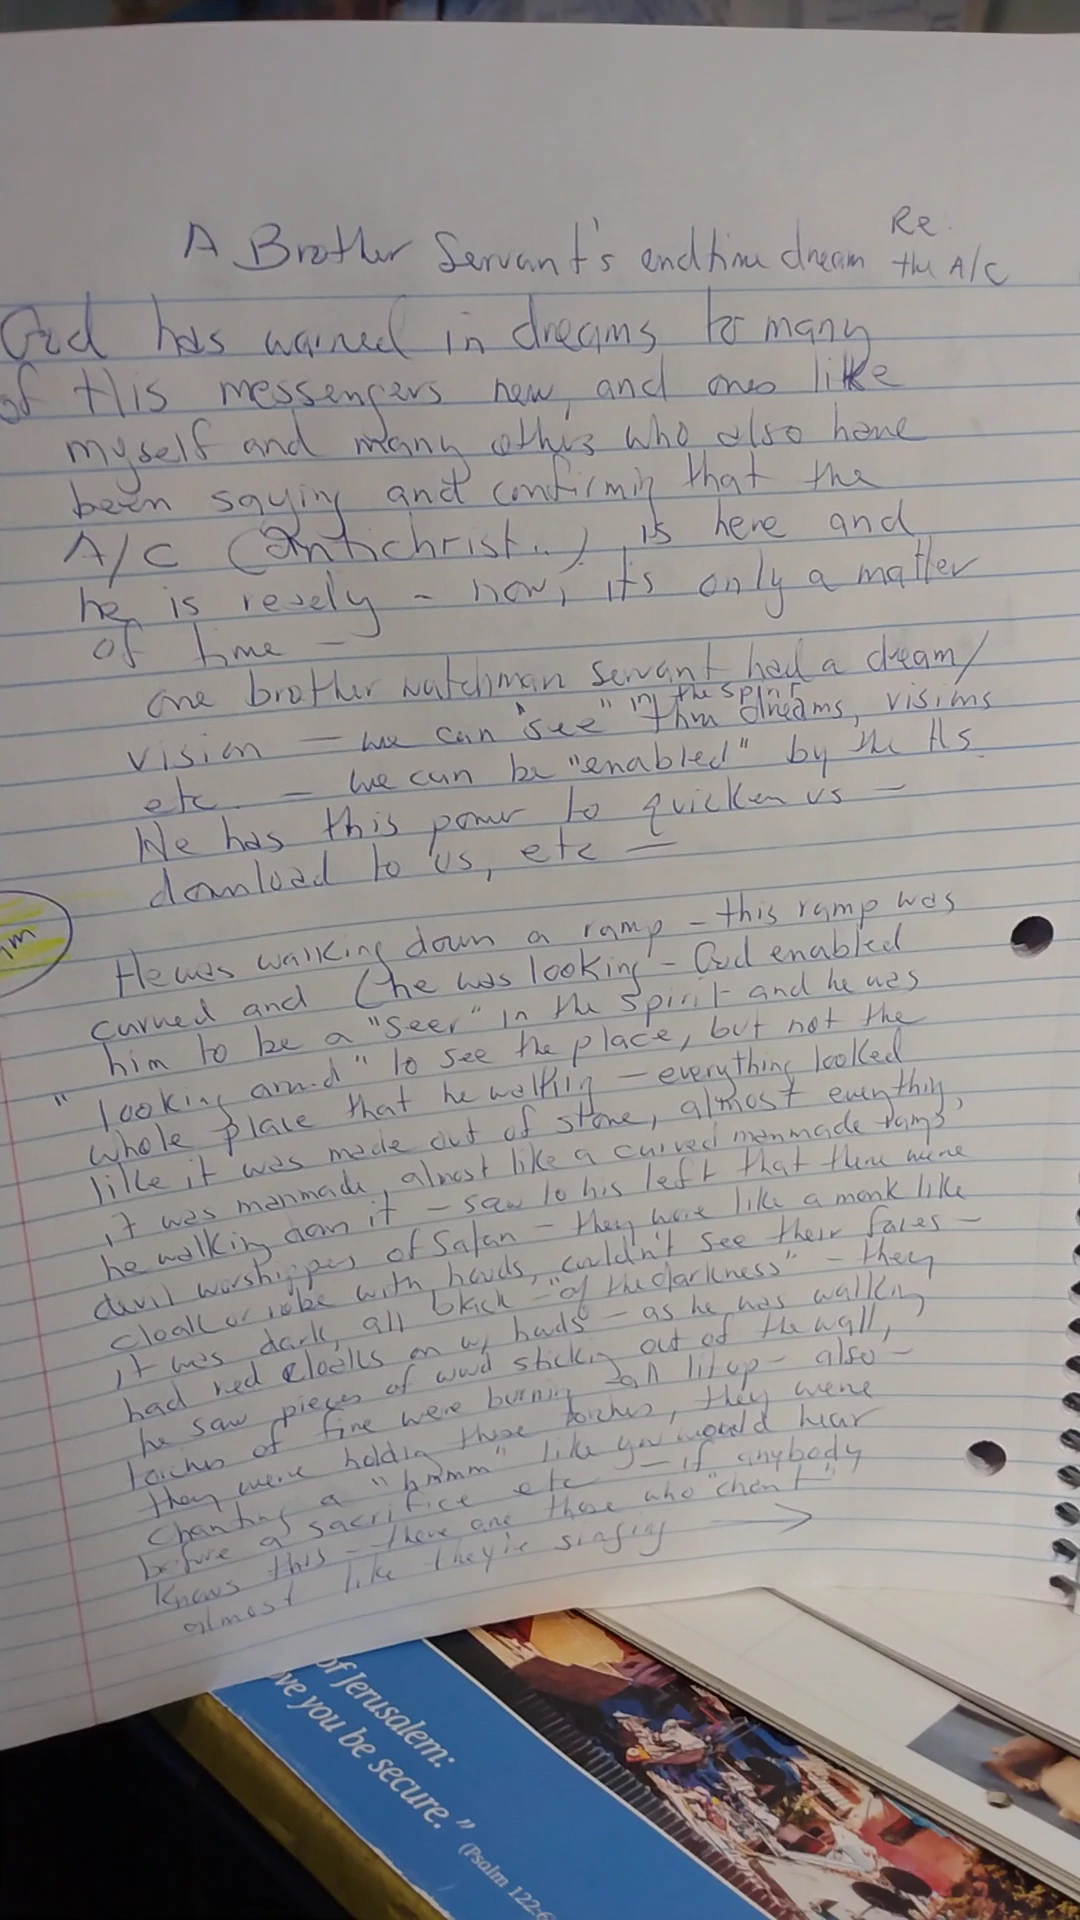 Re
A Brother Servant's endtime dream the A/C
God has warned in dreams to many
of His messengers now, and ones like
myself and many othrs who also have
been saying and confirming that the
A/C (Antichrist..) is here and
he is ready - now, it's only a matter
of time -
one brother watchman servant had a dream/
vision - we can "see" in the spirit thru dreams, visions
etc. - we can be "enabled" by the HS
He has this power to quicken us -
download to us, etc -
He was walking down a ramp - this ramp was
curved and (he was looking - God enabled
him to be a "seer" in the spirit and he was
"looking around" to see the place, but not the
whole place that he walking - everything looked
like it was made out of stone, almost everything,
it was manmade, almost like a curved manmade ramp
he walking down it - saw to his left that there were
devil worshippers of Satan - they were like a monk like
cloak or robe with hoods, couldn't see their faces -
it was dark, all black - "of the darkness" - they
had red cloaks on w/ hoods - as he was walking
he saw pieces of wood sticking out of the wall,
torches of fire were burning all lit up - also -
they were holding these torches, they were
chanting a "hmmm" like you would hear
before a sacrifice etc - if anybody
knows this - there are those who "chant"
almost like they're singing →
of Jerusalem:
ove you be secure."
(Psalm 122:6